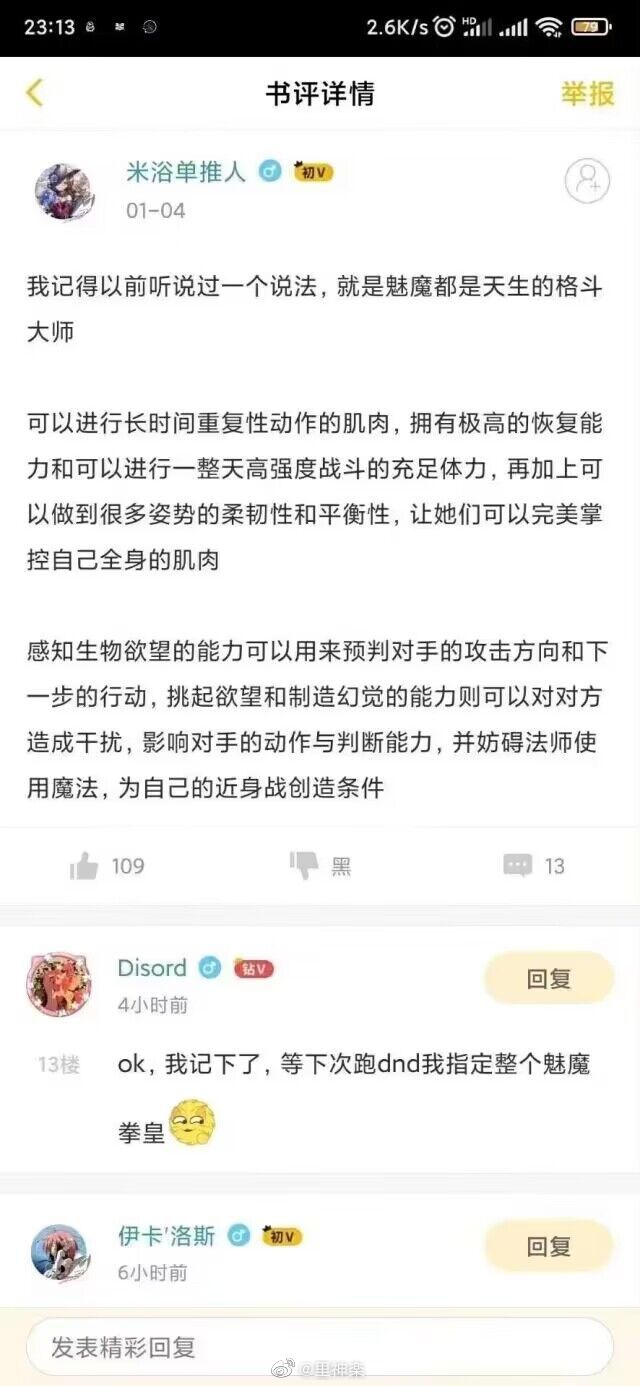 23:13
2.6K/s
HD
79
书评详情
举报
米浴单推人
初V
01-04
我记得以前听说过一个说法，就是魅魔都是天生的格斗
大师
可以进行长时间重复性动作的肌肉，拥有极高的恢复能
力和可以进行一整天高强度战斗的充足体力，再加上可
以做到很多姿势的柔韧性和平衡性，让她们可以完美掌
控自己全身的肌肉
感知生物欲望的能力可以用来预判对手的攻击方向和下
一步的行动，挑起欲望和制造幻觉的能力则可以对对方
造成干扰，影响对手的动作与判断能力，并妨碍法师使
用魔法，为自己的近身战创造条件
109
黑
13
Disord
钻V
回复
4小时前
13楼
ok，我记下了，等下次跑dnd我指定整个魅魔
拳皇
伊卡'洛斯
初V
回复
6小时前
发表精彩回复
@里神楽